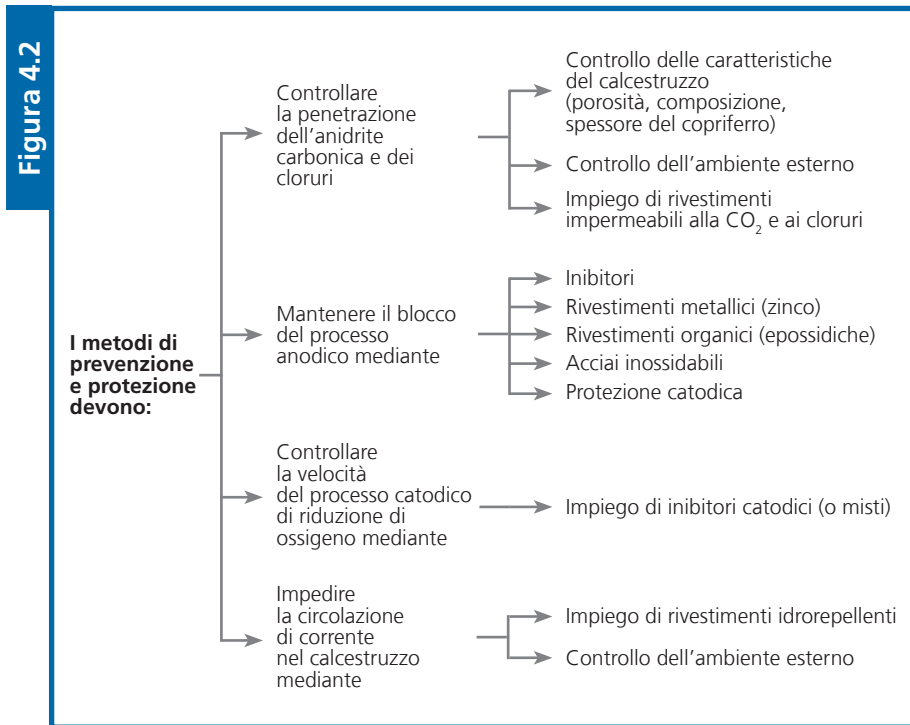 Figura 4.2
I metodi di
prevenzione
e protezione
devono:
Controllare
la penetrazione
dell'anidrite
carbonica e dei
cloruri
Controllo delle caratteristiche
del calcestruzzo
(porosità, composizione,
spessore del copriferro)
Controllo dell'ambiente esterno
Impiego di rivestimenti
impermeabili alla CO₂ e ai cloruri
Mantenere il blocco
del processo
anodico mediante
Inibitori
Rivestimenti metallici (zinco)
Rivestimenti organici (epossidiche)
Acciai inossidabili
Protezione catodica
Controllare
la velocità
del processo catodico
di riduzione di
ossigeno mediante
Impiego di inibitori catodici (o misti)
Impedire
la circolazione
di corrente
nel calcestruzzo
mediante
Impiego di rivestimenti idrorepellenti
Controllo dell'ambiente esterno